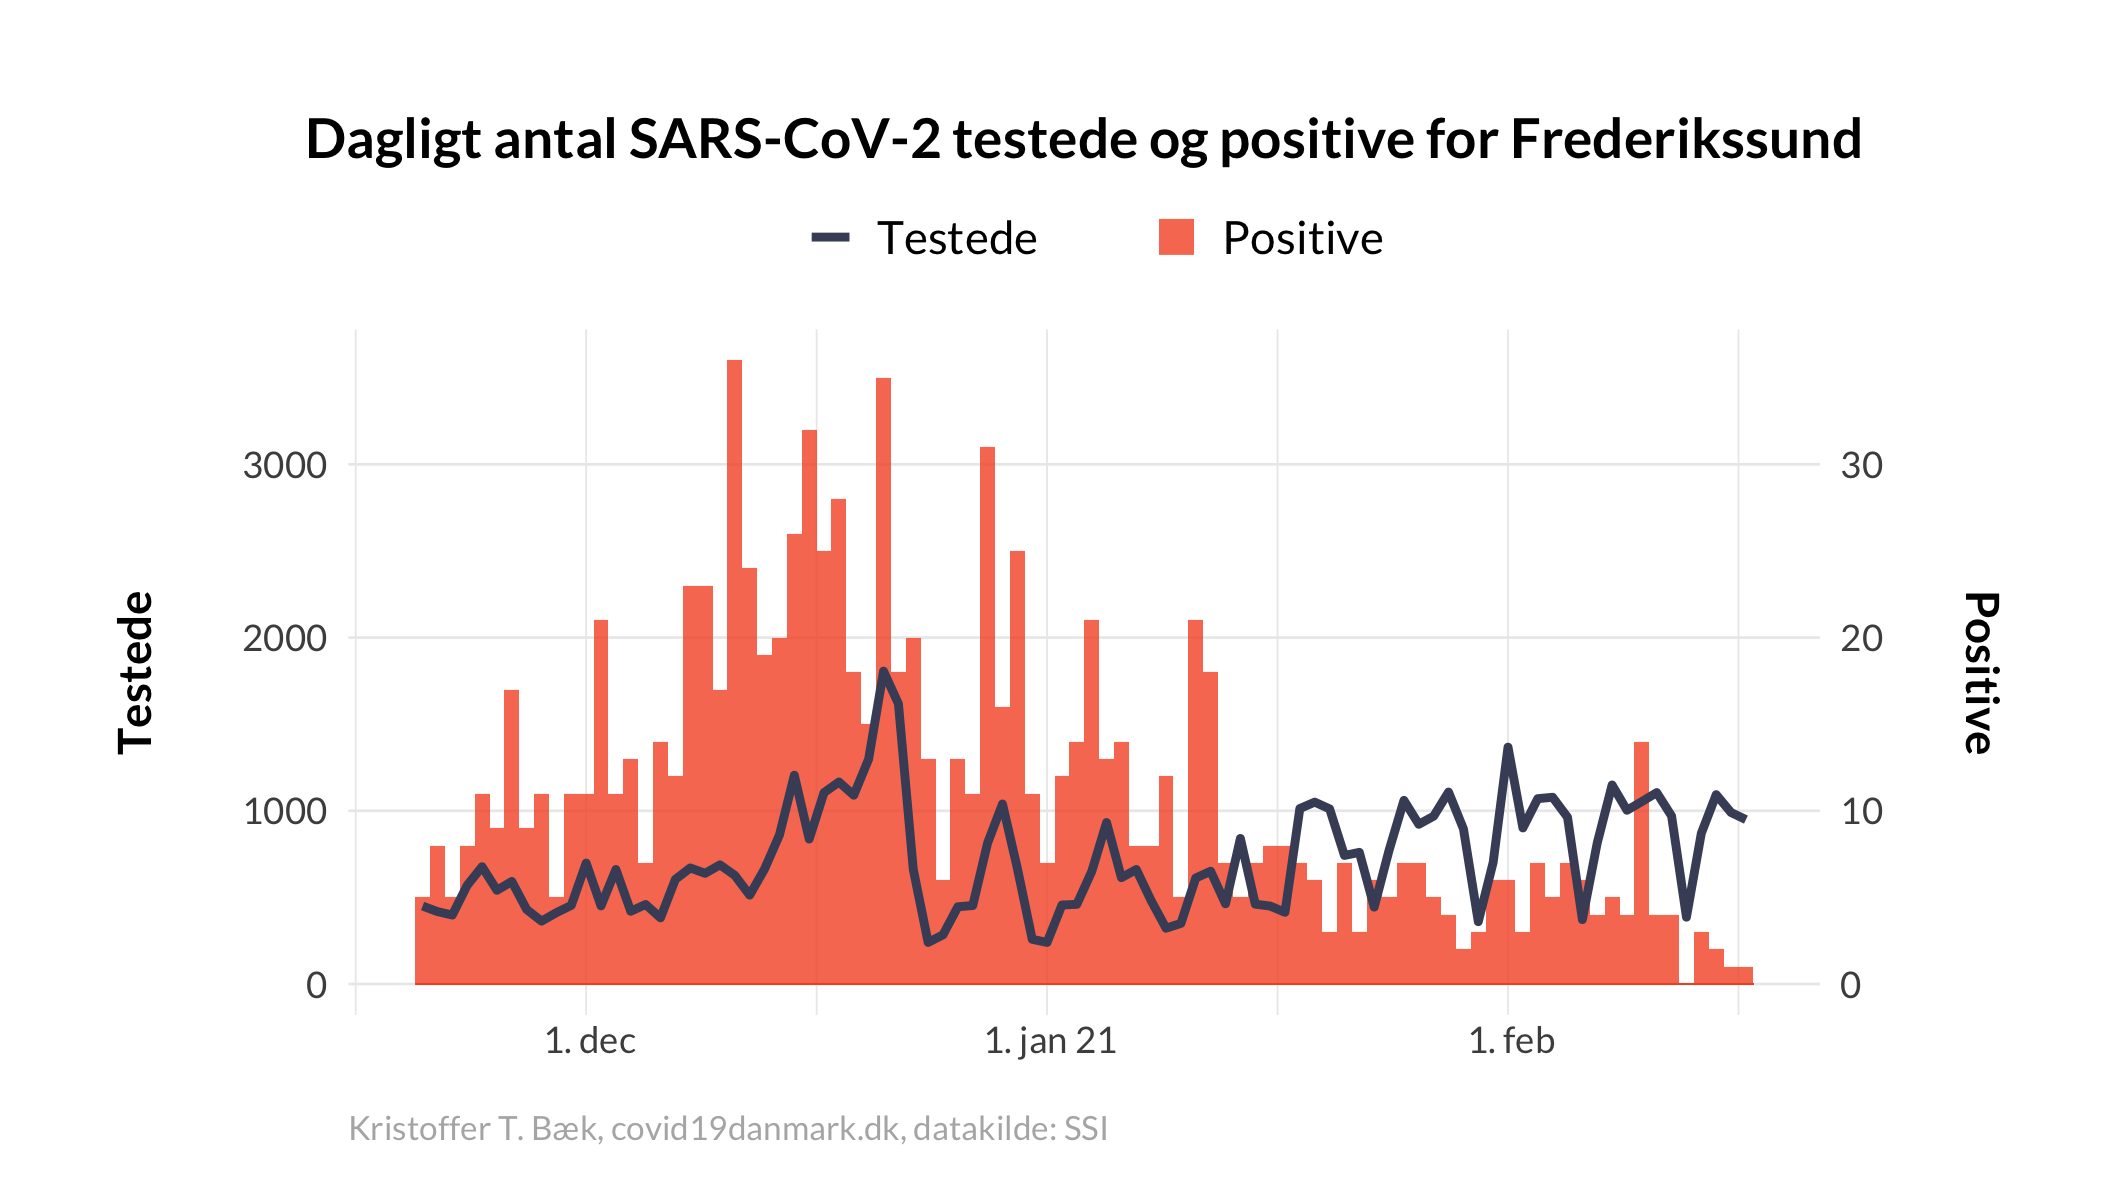 Dagligt antal SARS-CoV-2 testede og positive for Frederikssund
Testede Positive
3000
2000
1000
0
Testede
30
20
10
0
Positive
1. dec 1. jan 21 1. feb
Kristoffer T. Bæk, covid19danmark.dk, datakilde: SSI